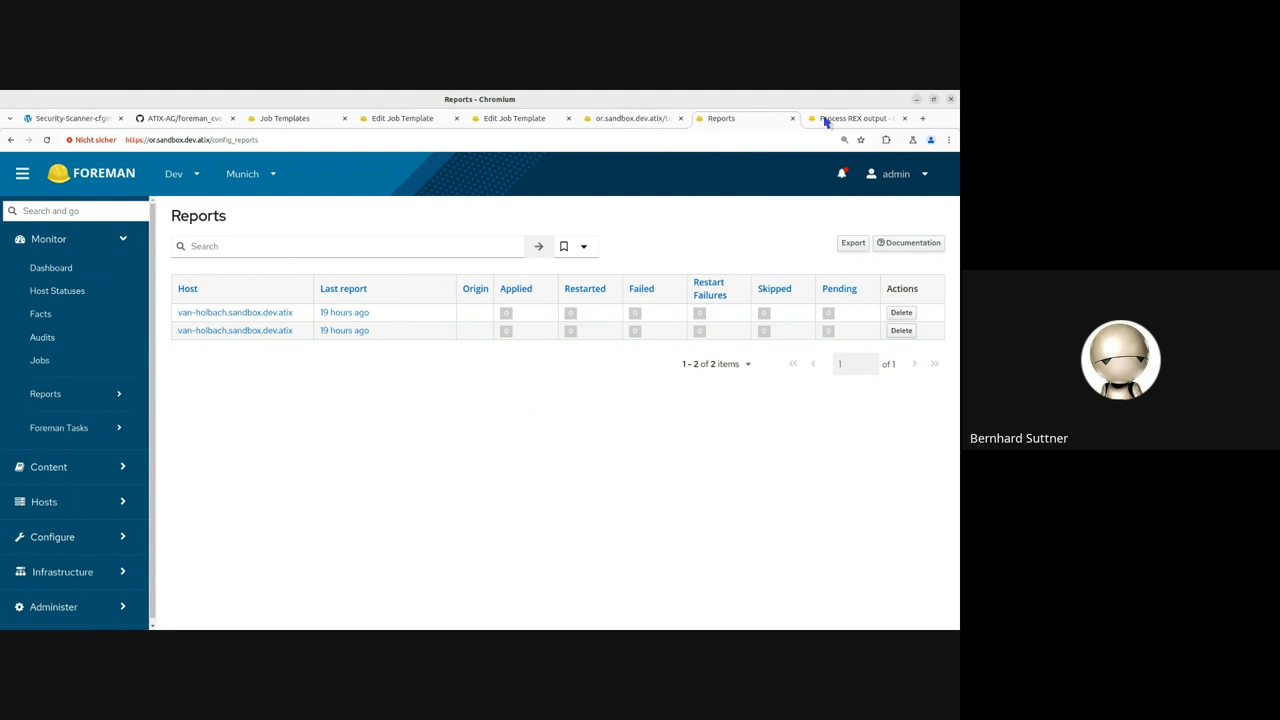 Reports - Chromium
Security-Scanner-cfgm
ATIX-AG/foreman_cve
Job Templates
Edit Job Template
Edit Job Template
or.sandbox.dev.atix/t
Reports
Process REX output -
Nicht sicher https://or.sandbox.dev.atix/config_reports
FOREMAN
Dev
Munich
admin
Search and go
Monitor
Dashboard
Host Statuses
Facts
Audits
Jobs
Reports
Foreman Tasks
Content
Hosts
Configure
Infrastructure
Administer
Reports
Search
Export
Documentation
Host Last report Origin Applied Restarted Failed Restart Failures Skipped Pending Actions
van-holbach.sandbox.dev.atix 19 hours ago 0 0 0 0 0 0 Delete
van-holbach.sandbox.dev.atix 19 hours ago 0 0 0 0 0 0 Delete
1 - 2 of 2 items
1 of 1
Bernhard Suttner